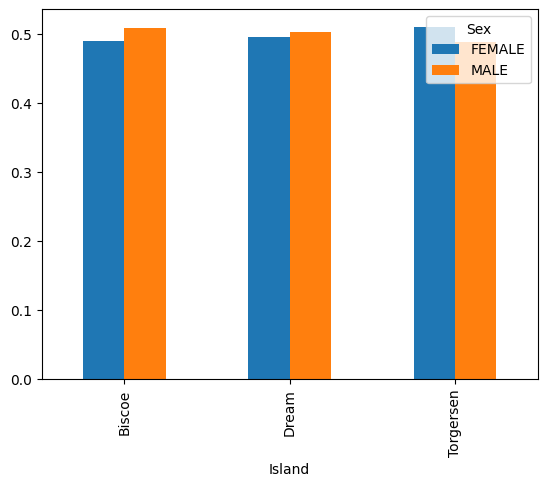 0.5
0.4
0.3
0.2
0.1
0.0
Sex
FEMALE
MALE
Biscoe
Dream
Torgersen
Island